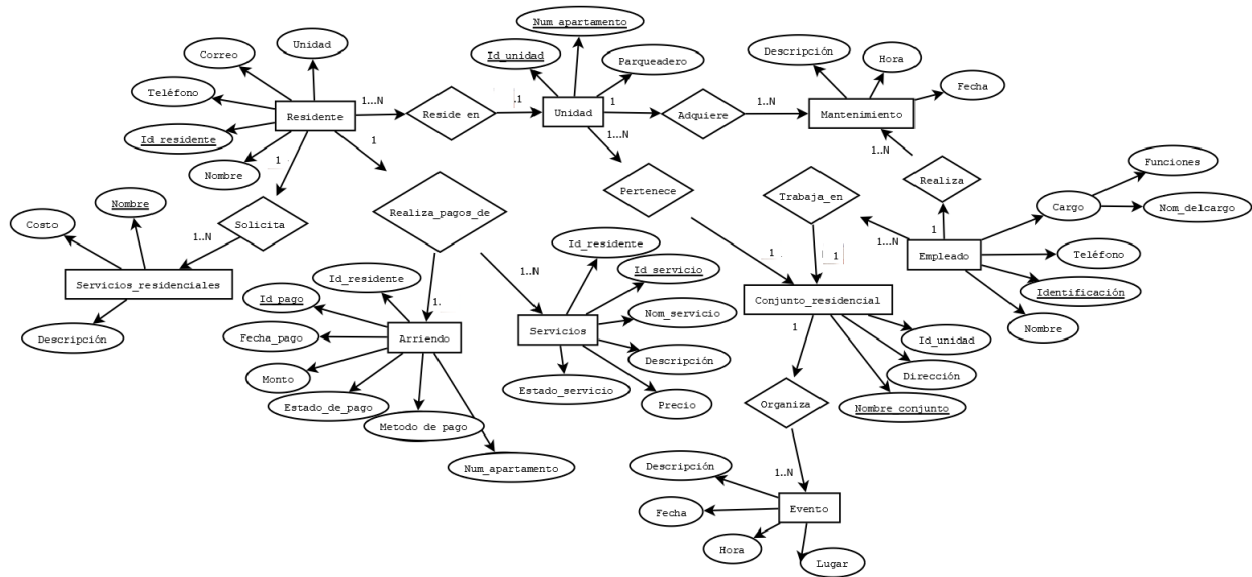 Num_apartamento
Unidad
Correo
Id_unidad
Descripción
Hora
Parqueadero
Teléfono
Fecha
1...N
.1
1
1..N
Residente
Reside en
Unidad
Adquiere
Mantenimiento
Id_residente
1
1...N
1..N
Nombre
1
Funciones
Realiza
Pertenece
Trabaja_en
Nombre
Realiza_pagos_de
Cargo
Nom_delcargo
Costo
Solicita
1..N
1...N
1
Id_residente
1
1
Empleado
Teléfono
Servicios_residenciales
Id_residente
1..N
Id_servicio
Identificación
Id_pago
Conjunto_residencial
1.
Nom_servicio
Nombre
Descripción
Fecha_pago
Arriendo
Servicios
1
Id_unidad
Descripción
Monto
Dirección
Estado_servicio
Estado_de_pago
Precio
Organiza
Nombre_conjunto
Metodo de pago
Num_apartamento
Descripción
1..N
Fecha
Evento
Hora
Lugar